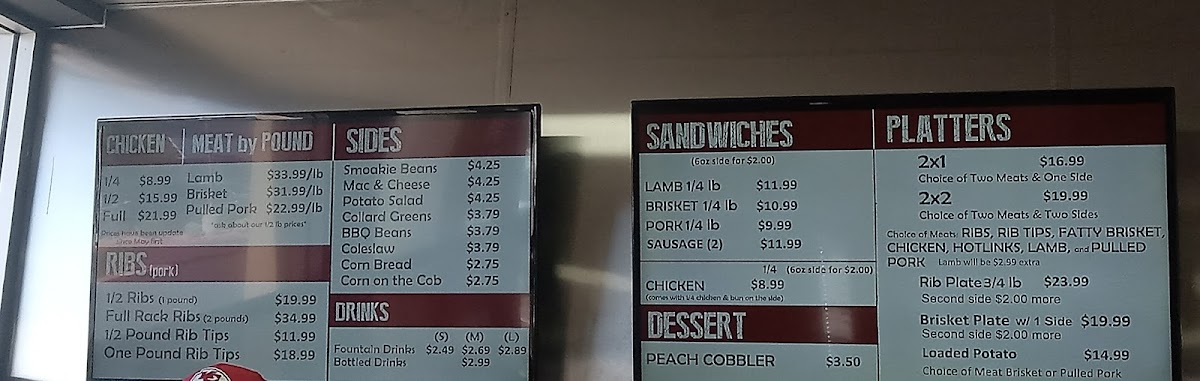 CHICKEN
1/4 $8.99
1/2 $15.99
Full $21.99
Prices have been update
since May first
MEAT by POUND
Lamb $33.99/lb
Brisket $31.99/lb
Pulled Pork $22.99/lb
*ask about our 1/2 lb prices*
RIBS (pork)
1/2 Ribs (1 pound) $19.99
Full Rack Ribs (2 pounds) $34.99
1/2 Pound Rib Tips $11.99
One Pound Rib Tips $18.99
SIDES
Smoakie Beans $4.25
Mac & Cheese $4.25
Potato Salad $4.25
Collard Greens $3.79
BBQ Beans $3.79
Coleslaw $3.79
Corn Bread $2.75
Corn on the Cob $2.75
DRINKS
(S) (M) (L)
Fountain Drinks $2.49 $2.69 $2.89
Bottled Drinks $2.99
SANDWICHES
(6oz side for $2.00)
LAMB 1/4 lb $11.99
BRISKET 1/4 lb $10.99
PORK 1/4 lb $9.99
SAUSAGE (2) $11.99
1/4 (6oz side for $2.00)
CHICKEN $8.99
(comes with 1/4 chicken & bun on the side)
DESSERT
PEACH COBBLER $3.50
PLATTERS
2x1 $16.99
Choice of Two Meats & One Side
2x2 $19.99
Choice of Two Meats & Two Sides
Choice of Meats: RIBS, RIB TIPS, FATTY BRISKET,
CHICKEN, HOTLINKS, LAMB, and PULLED
PORK Lamb will be $2.99 extra
Rib Plate 3/4 lb $23.99
Second side $2.00 more
Brisket Plate w/ 1 Side $19.99
Second side $2.00 more
Loaded Potato $14.99
Choice of Meat Brisket or Pulled Pork